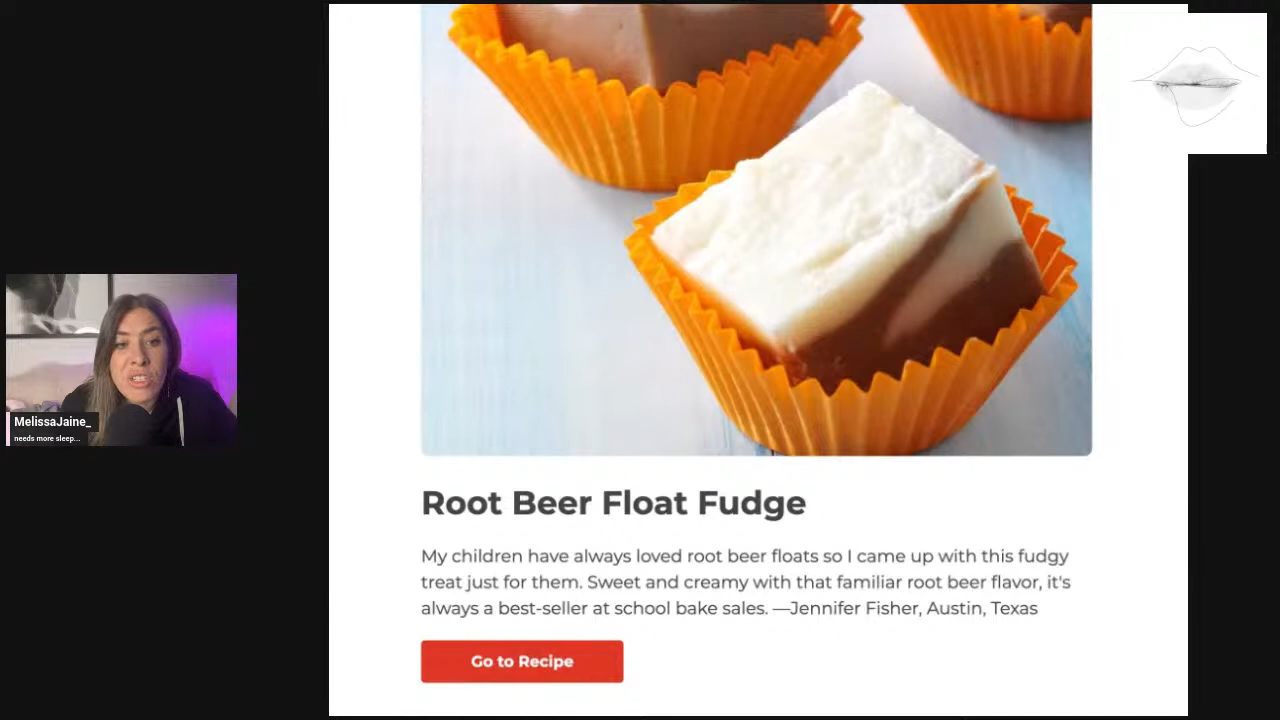 MelissaJaine_
needs more sleep...
Root Beer Float Fudge
My children have always loved root beer floats so I came up with this fudgy
treat just for them. Sweet and creamy with that familiar root beer flavor, it's
always a best-seller at school bake sales. —Jennifer Fisher, Austin, Texas
Go to Recipe